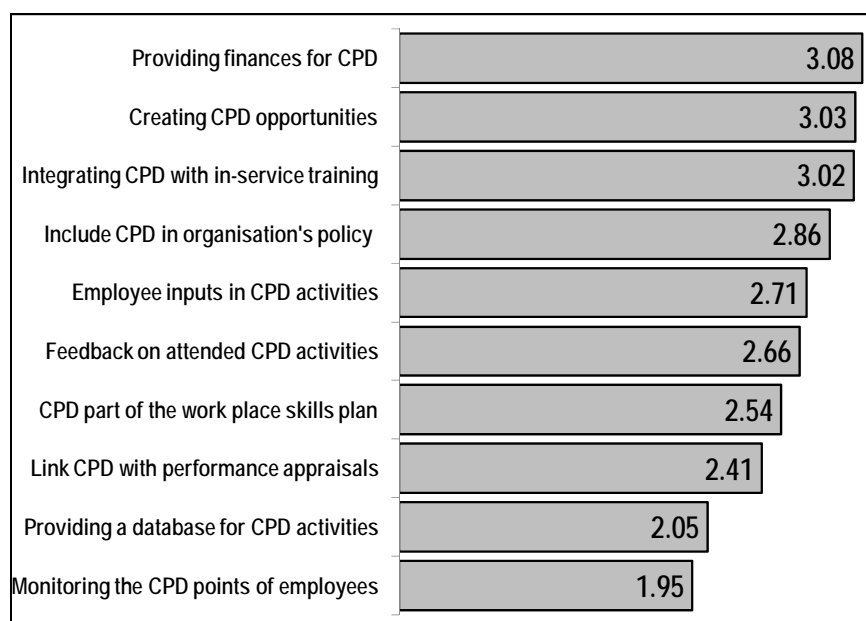 Providing finances for CPD 3.08
Creating CPD opportunities 3.03
Integrating CPD with in-service training 3.02
Include CPD in organisation's policy 2.86
Employee inputs in CPD activities 2.71
Feedback on attended CPD activities 2.66
CPD part of the work place skills plan 2.54
Link CPD with performance appraisals 2.41
Providing a database for CPD activities 2.05
Monitoring the CPD points of employees 1.95